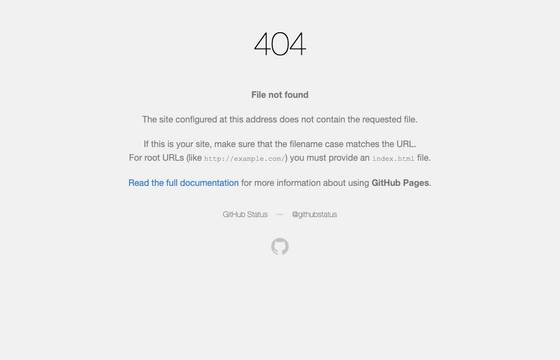 404
File not found
The site configured at this address does not contain the requested file.
If this is your site, make sure that the filename case matches the URL.
For root URLs (like http://example.com/) you must provide an index.html file.
Read the full documentation for more information about using GitHub Pages.
GitHub Status — @githubstatus